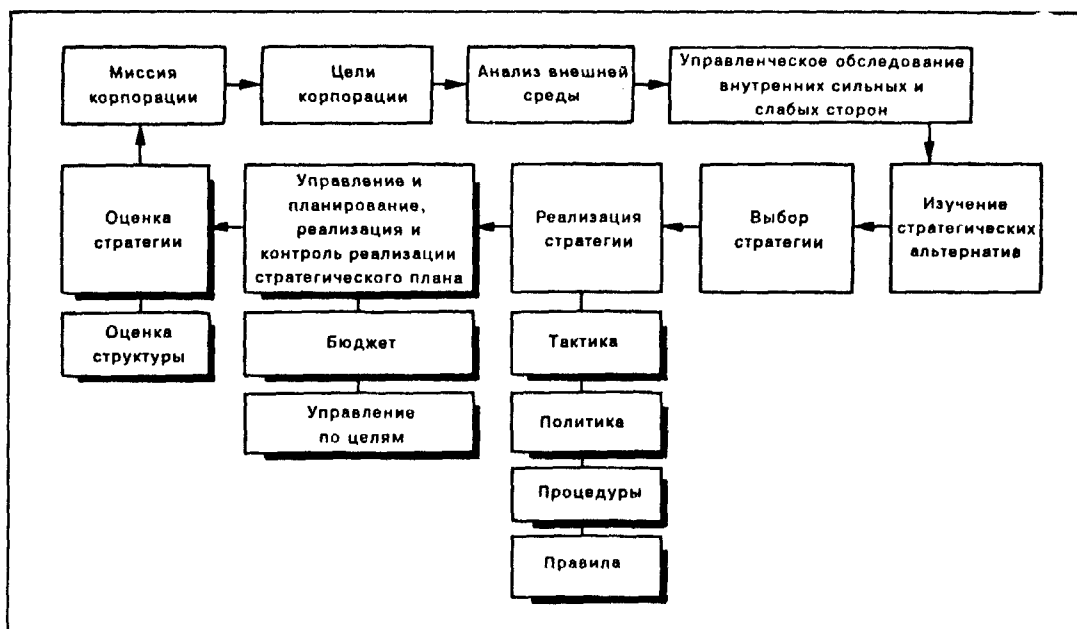 Миссия
корпорации
Цели
корпорации
Анализ внешней
среды
Управленческое обследование
внутренних сильных и
слабых сторон
Оценка
стратегии
Управление и
планирование,
реализация и
контроль реализации
стратегического плана
Реализация
стратегии
Выбор
стратегии
Изучение
стратегических
альтернатив
Оценка
структуры
Бюджет
Управление
по целям
Тактика
Политика
Процедуры
Правила